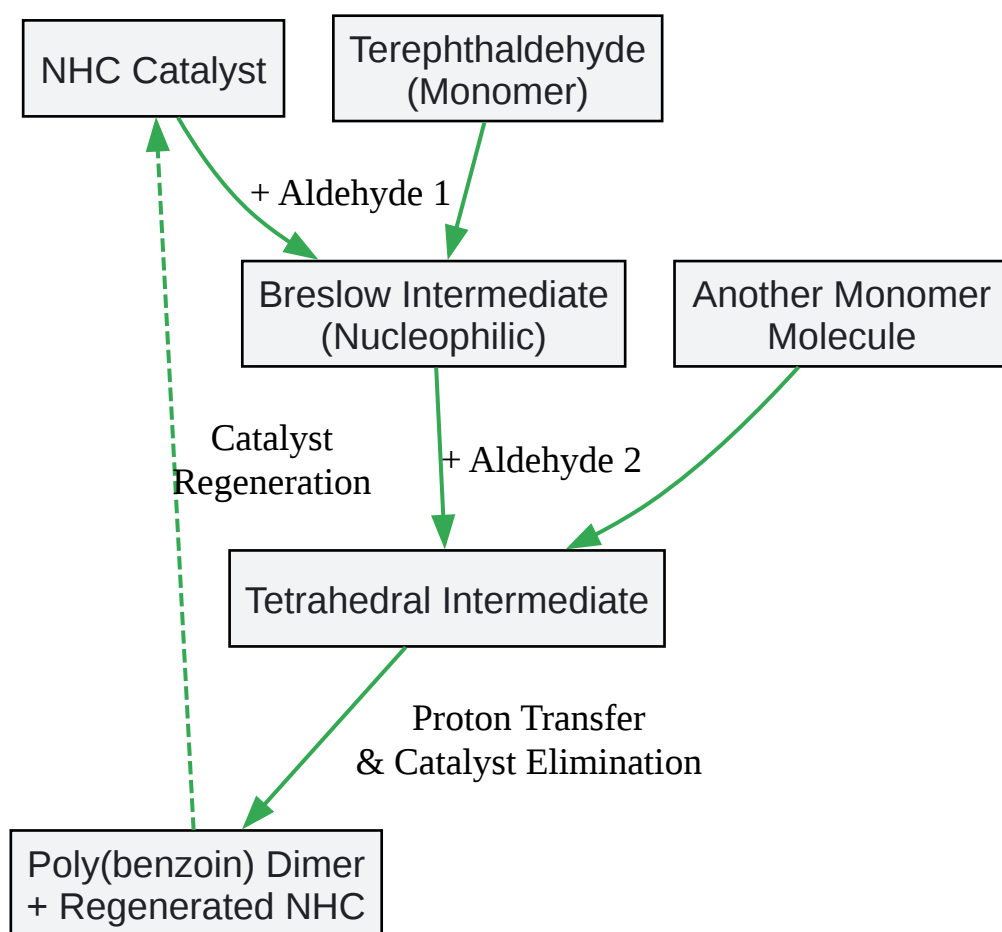 NHC Catalyst
Terephthaldehyde
(Monomer)
+ Aldehyde 1
Breslow Intermediate
(Nucleophilic)
Another Monomer
Molecule
Catalyst
Regeneration
+ Aldehyde 2
Tetrahedral Intermediate
Proton Transfer
& Catalyst Elimination
Poly(benzoin) Dimer
+ Regenerated NHC